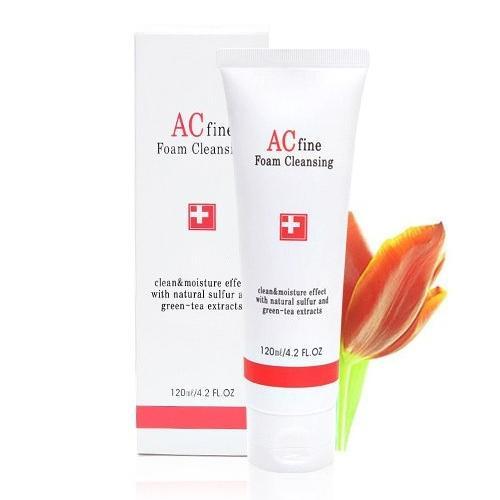 AC fine
Foam Cleansing
clean&moisture effect
with natural sulfur and
green-tea extracts
120㎖/4.2 FL.OZ
AC fine
Foam Cleansing
clean&moisture effect
with natural sulfur and
green-tea extracts
120㎖/4.2 FL.OZ